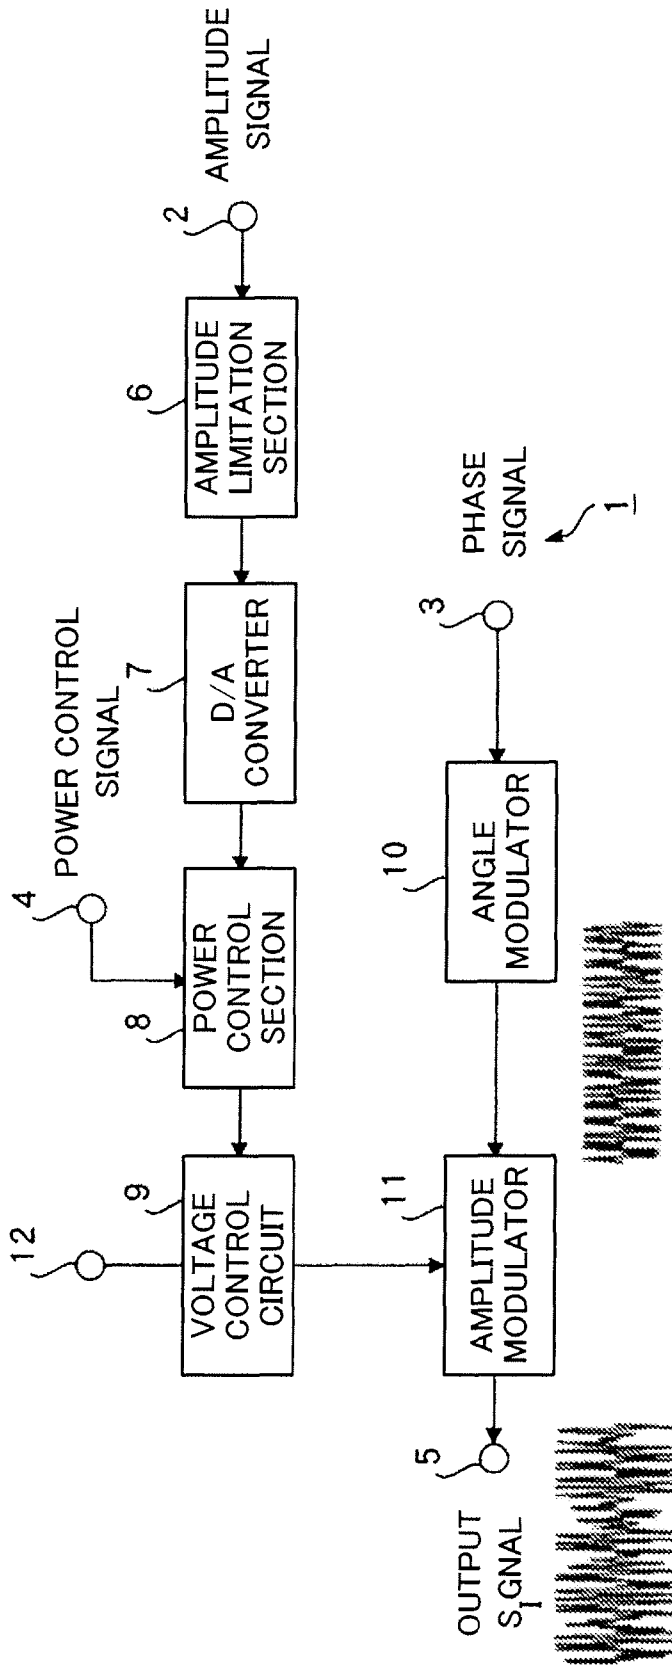 OUTPUT
SIGNAL
5
12
9
VOLTAGE
CONTROL
CIRCUIT
11
AMPLITUDE
MODULATOR
4
POWER CONTROL
SIGNAL
8
POWER
CONTROL
SECTION
10
ANGLE
MODULATOR
7
D/A
CONVERTER
3
PHASE
SIGNAL
1
6
AMPLITUDE
LIMITATION
SECTION
2
AMPLITUDE
SIGNAL